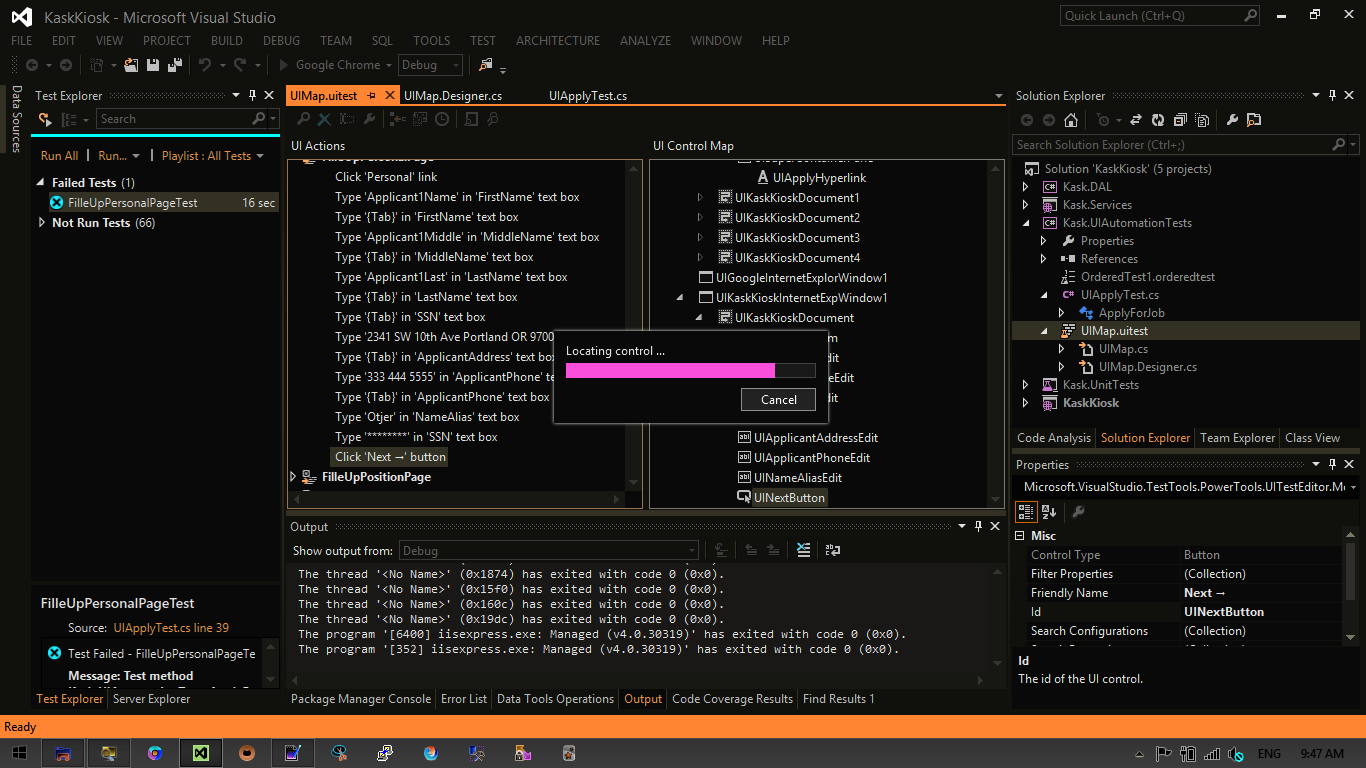 KaskKiosk - Microsoft Visual Studio
Quick Launch (Ctrl+Q)
FILE EDIT VIEW PROJECT BUILD DEBUG TEAM SQL TOOLS TEST ARCHITECTURE ANALYZE WINDOW HELP
Google Chrome Debug
Data Sources
Test Explorer
Search
Run All Run... Playlist : All Tests
Failed Tests (1)
FilleUpPersonalPageTest 16 sec
Not Run Tests (66)
FilleUpPersonalPageTest
Source: UIApplyTest.cs line 39
Test Failed - FilleUpPersonalPageTe
Message: Test method
Test Explorer Server Explorer
UIMap.uitest UIMap.Designer.cs UIApplyTest.cs
UI Actions
Click 'Personal' link
Type 'Applicant1Name' in 'FirstName' text box
Type '{Tab}' in 'FirstName' text box
Type 'Applicant1Middle' in 'MiddleName' text box
Type '{Tab}' in 'MiddleName' text box
Type 'Applicant1Last' in 'LastName' text box
Type '{Tab}' in 'LastName' text box
Type '{Tab}' in 'SSN' text box
Type '2341 SW 10th Ave Portland OR 9700
Type '{Tab}' in 'ApplicantAddress' text box
Type '333 444 5555' in 'ApplicantPhone' te
Type '{Tab}' in 'ApplicantPhone' text box
Type 'Otjer' in 'NameAlias' text box
Type '********' in 'SSN' text box
Click 'Next →' button
FilleUpPositionPage
UI Control Map
UIApplyHyperlink
UIKaskKioskDocument1
UIKaskKioskDocument2
UIKaskKioskDocument3
UIKaskKioskDocument4
UIGoogleInternetExplorWindow1
UIKaskKioskInternetExpWindow1
UIKaskKioskDocument
UIApplicantAddressEdit
UIApplicantPhoneEdit
UINameAliasEdit
UINextButton
Locating control ...
Cancel
Output
Show output from: Debug
The thread '<No Name>' (0x1874) has exited with code 0 (0x0).
The thread '<No Name>' (0x15f0) has exited with code 0 (0x0).
The thread '<No Name>' (0x160c) has exited with code 0 (0x0).
The thread '<No Name>' (0x19dc) has exited with code 0 (0x0).
The program '[6400] iisexpress.exe: Managed (v4.0.30319)' has exited with code 0 (0x0).
The program '[352] iisexpress.exe: Managed (v4.0.30319)' has exited with code 0 (0x0).
Package Manager Console Error List Data Tools Operations Output Code Coverage Results Find Results 1
Solution Explorer
Search Solution Explorer (Ctrl+;)
Solution 'KaskKiosk' (5 projects)
Kask.DAL
Kask.Services
Kask.UIAutomationTests
Properties
References
OrderedTest1.orderedtest
UIApplyTest.cs
ApplyForJob
UIMap.uitest
UIMap.cs
UIMap.Designer.cs
Kask.UnitTests
KaskKiosk
Code Analysis Solution Explorer Team Explorer Class View
Properties
Microsoft.VisualStudio.TestTools.PowerTools.UITestEditor.M
Misc
Control Type Button
Filter Properties (Collection)
Friendly Name Next →
Id UINextButton
Search Configurations (Collection)
Id
The id of the UI control.
Ready
ENG 9:47 AM